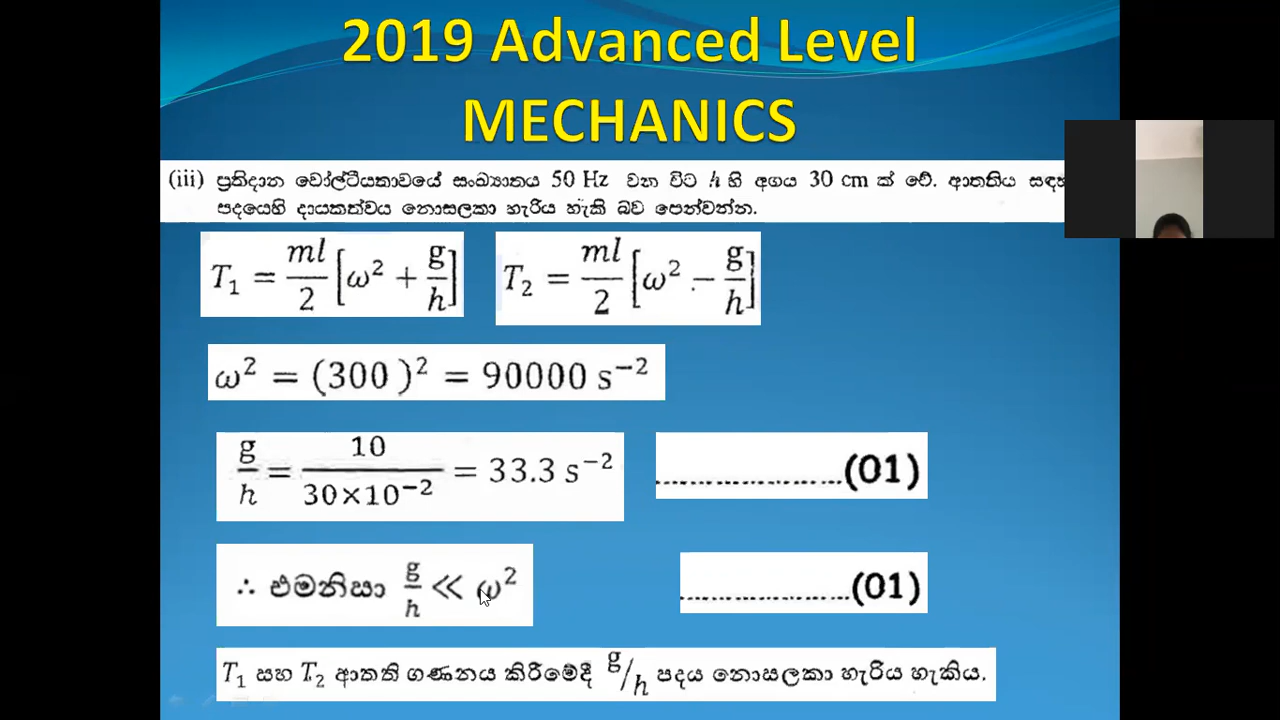 2019 Advanced Level
MECHANICS
(iii) ප්‍රතිදාන වෝල්ටීයතාවයේ සංඛ්‍යාතය 50 Hz වන විට h හි අගය 30 cm ක් වේ. ආතතිය සඳහා
පදයෙහි දායකත්වය නොසලකා හැරිය හැකි බව පෙන්වන්න.
T₁ = ml/2 [ω² + g/h] T₂ = ml/2 [ω² − g/h]
ω² = (300 )² = 90000 s⁻²
g/h = 10/(30×10⁻²) = 33.3 s⁻² ........................(01)
∴ එමනිසා g/h ≪ ω² ......................(01)
T₁ සහ T₂ ආතති ගණනය කිරීමේදී g/h පදය නොසලකා හැරිය හැකිය.